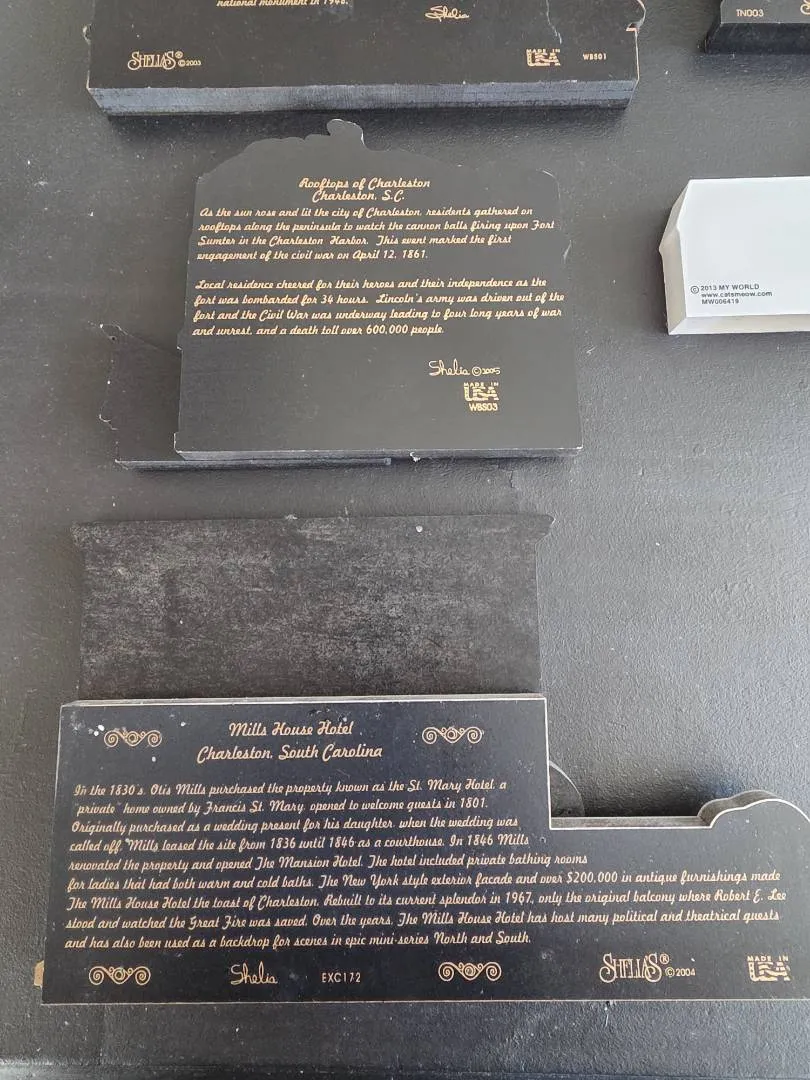 national monument in 1948.
Shelia
SHELIA'S® © 2003
MADE IN USA
WBS01
TN003
Rooftops of Charleston
Charleston, S.C.
As the sun rose and lit the city of Charleston, residents gathered on
rooftops along the peninsula to watch the cannon balls firing upon Fort
Sumter in the Charleston Harbor. This event marked the first
engagement of the civil war on April 12, 1861.
Local residence cheered for their heroes and their independence as the
fort was bombarded for 34 hours. Lincoln's army was driven out of the
fort and the Civil War was underway leading to four long years of war
and unrest, and a death toll over 600,000 people.
Shelia © 2005
MADE IN
USA
WBS03
© 2013 MY WORLD
www.catsmeow.com
MW006419
Mills House Hotel
Charleston, South Carolina
In the 1830's, Otis Mills purchased the property known as the St. Mary Hotel, a
"private" home owned by Francis St. Mary, opened to welcome guests in 1801.
Originally purchased as a wedding present for his daughter, when the wedding was
called off, Mills leased the site from 1836 until 1846 as a courthouse. In 1846 Mills
renovated the property and opened The Mansion Hotel. The hotel included private bathing rooms
for ladies that had both warm and cold baths. The New York style exterior facade and over $200,000 in antique furnishings made
The Mills House Hotel the toast of Charleston. Rebuilt to its current splendor in 1967, only the original balcony where Robert E. Lee
stood and watched the Great Fire was saved. Over the years, The Mills House Hotel has host many political and theatrical guests
and has also been used as a backdrop for scenes in epic mini-series North and South.
Shelia EXC172 SHELIA'S® © 2004 MADE IN USA